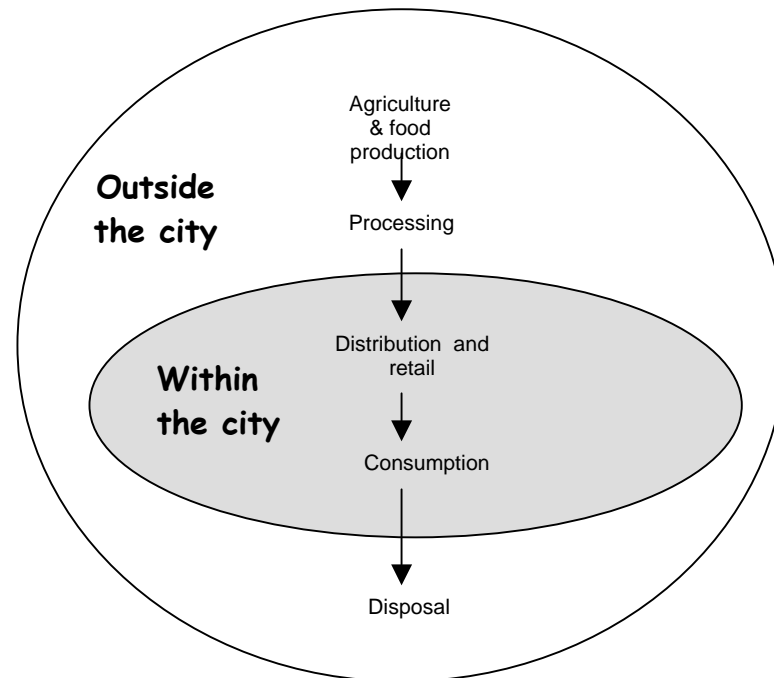 Agriculture
& food
production
Outside
the city
Processing
Distribution and
retail
Within
the city
Consumption
Disposal